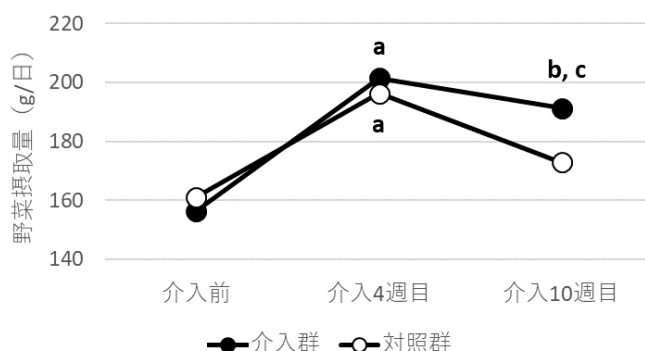 野菜摂取量（g/日）
220
200
180
160
140
a
a
b, c
介入前 介入4週目 介入10週目
介入群 対照群